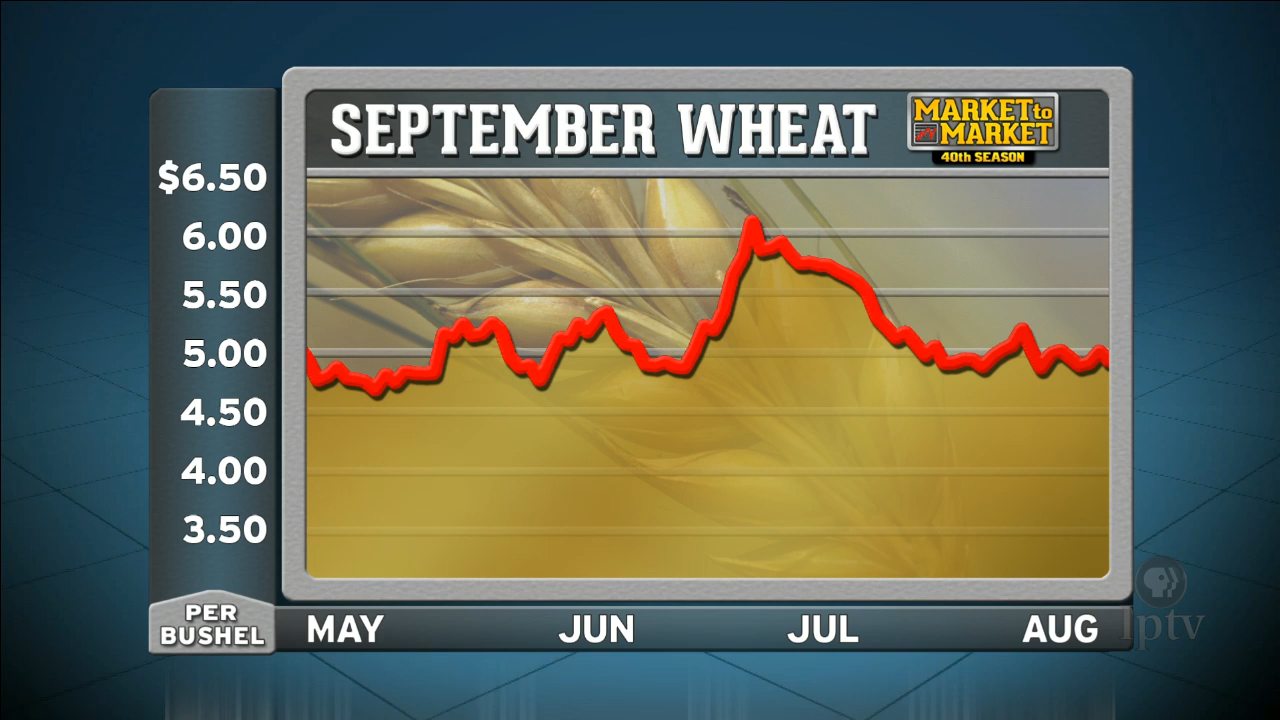 SEPTEMBER WHEAT
MARKET to
MARKET
40th SEASON
$6.50
6.00
5.50
5.00
4.50
4.00
3.50
PER
BUSHEL
MAY JUN JUL AUG
Iptv